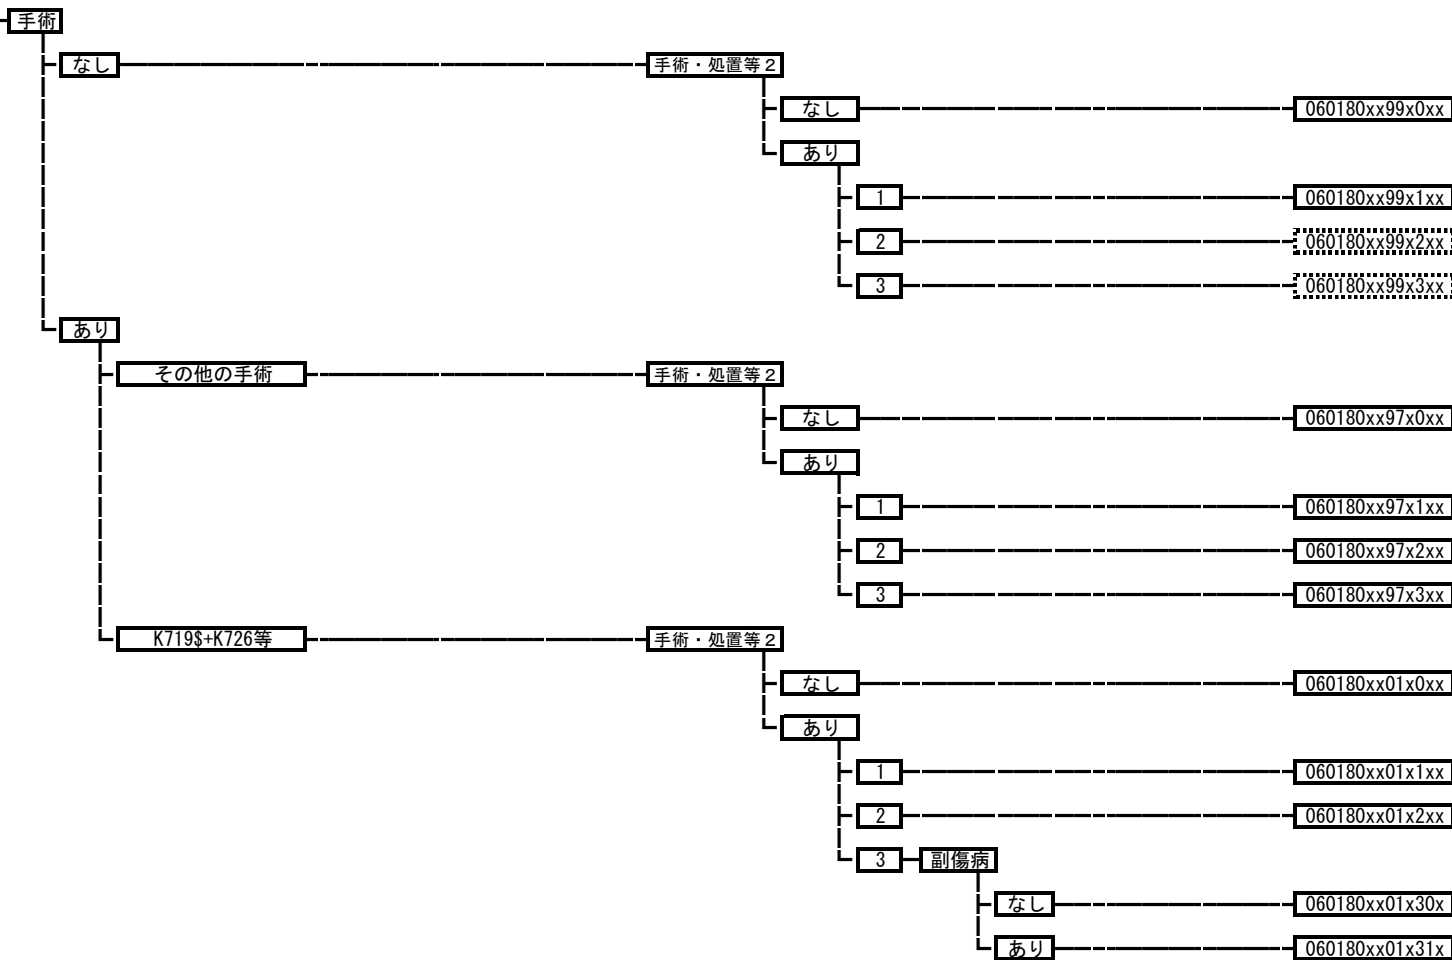 手術
なし 手術・処置等2
なし 060180xx99x0xx
あり
1 060180xx99x1xx
2 060180xx99x2xx
3 060180xx99x3xx
あり
その他の手術 手術・処置等2
なし 060180xx97x0xx
あり
1 060180xx97x1xx
2 060180xx97x2xx
3 060180xx97x3xx
K719$+K726等 手術・処置等2
なし 060180xx01x0xx
あり
1 060180xx01x1xx
2 060180xx01x2xx
3 副傷病
なし 060180xx01x30x
あり 060180xx01x31x